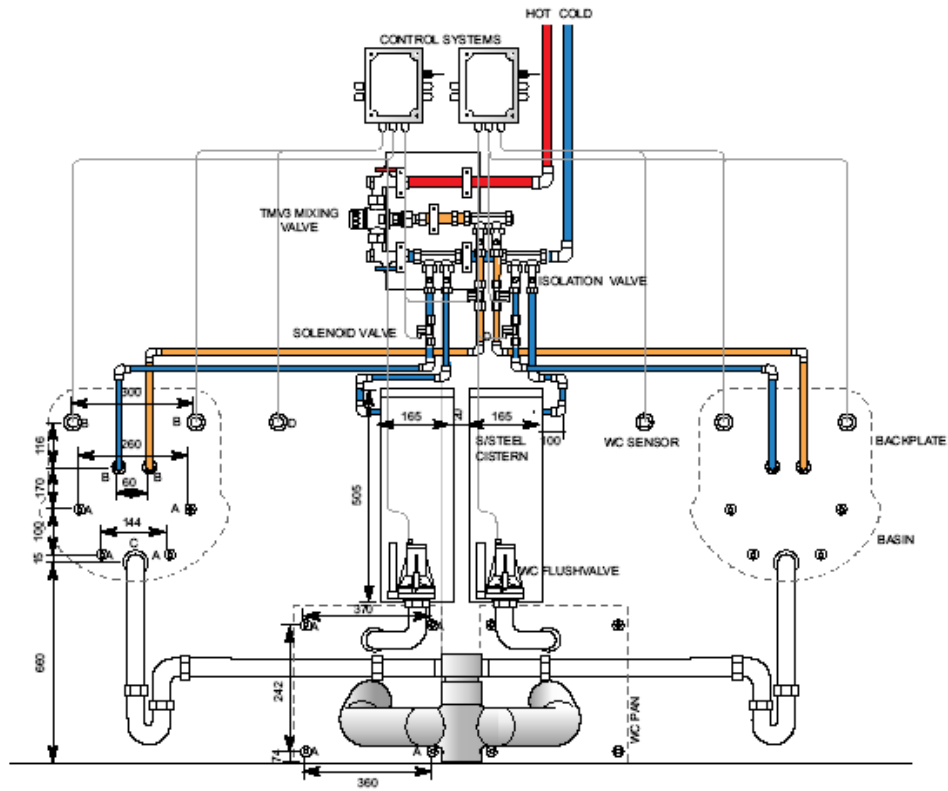 HOT COLD
CONTROL SYSTEMS
TMV3 MIXING
VALVE
ISOLATION VALVE
SOLENOID VALVE
D
300
165
165
100
B
B
D
S/STEEL
CISTERN
WC SENSOR
BACKPLATE
116
260
B
B
60
170
505
A
A
144
100
C
A
A
15
BASIN
WC FLUSHVALVE
370
A
A
660
242
WC PAN
74
A
A
360